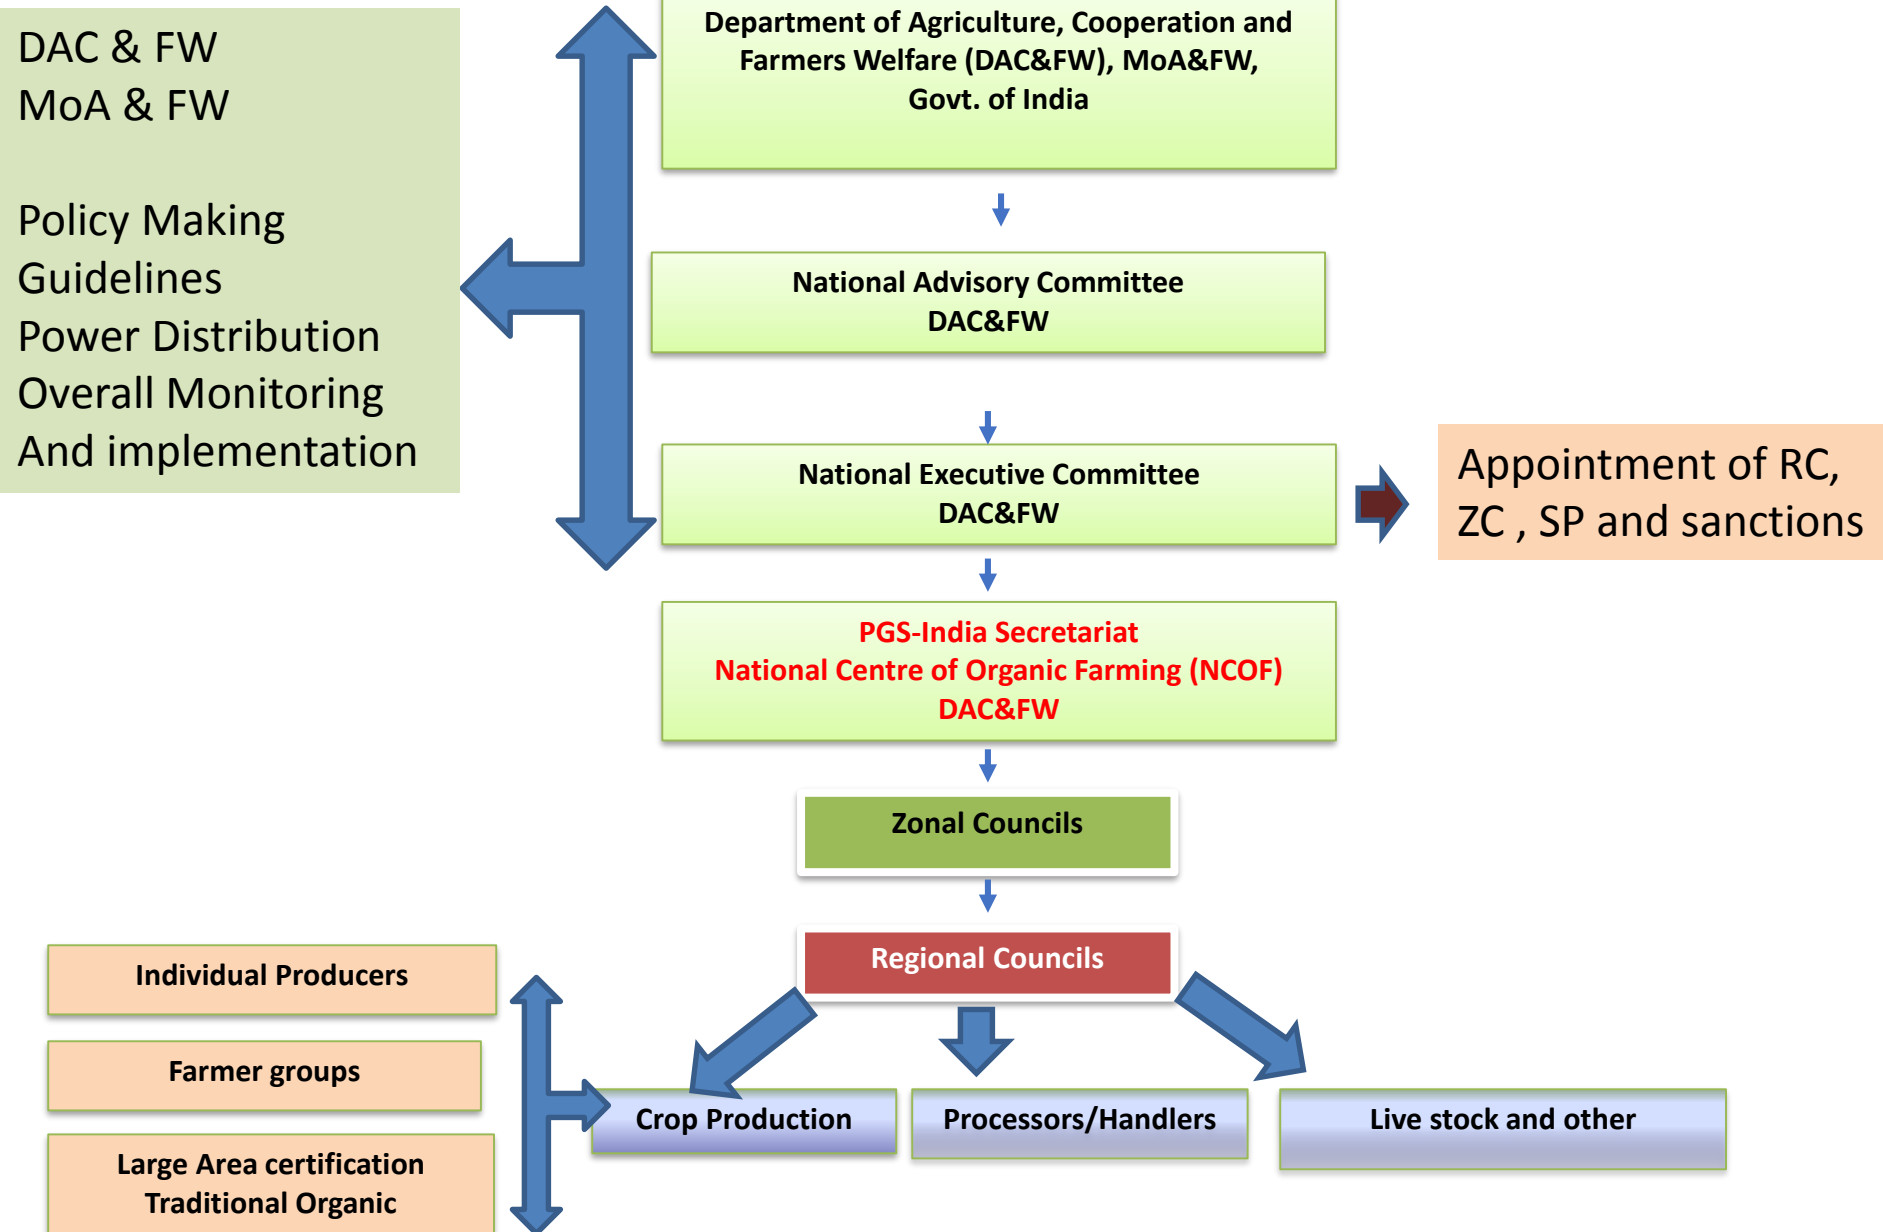 DAC & FW
MoA & FW
Policy Making
Guidelines
Power Distribution
Overall Monitoring
And implementation
Department of Agriculture, Cooperation and
Farmers Welfare (DAC&FW), MoA&FW,
Govt. of India
National Advisory Committee
DAC&FW
National Executive Committee
DAC&FW
Appointment of RC,
ZC , SP and sanctions
PGS-India Secretariat
National Centre of Organic Farming (NCOF)
DAC&FW
Zonal Councils
Regional Councils
Individual Producers
Farmer groups
Large Area certification
Traditional Organic
Crop Production
Processors/Handlers
Live stock and other